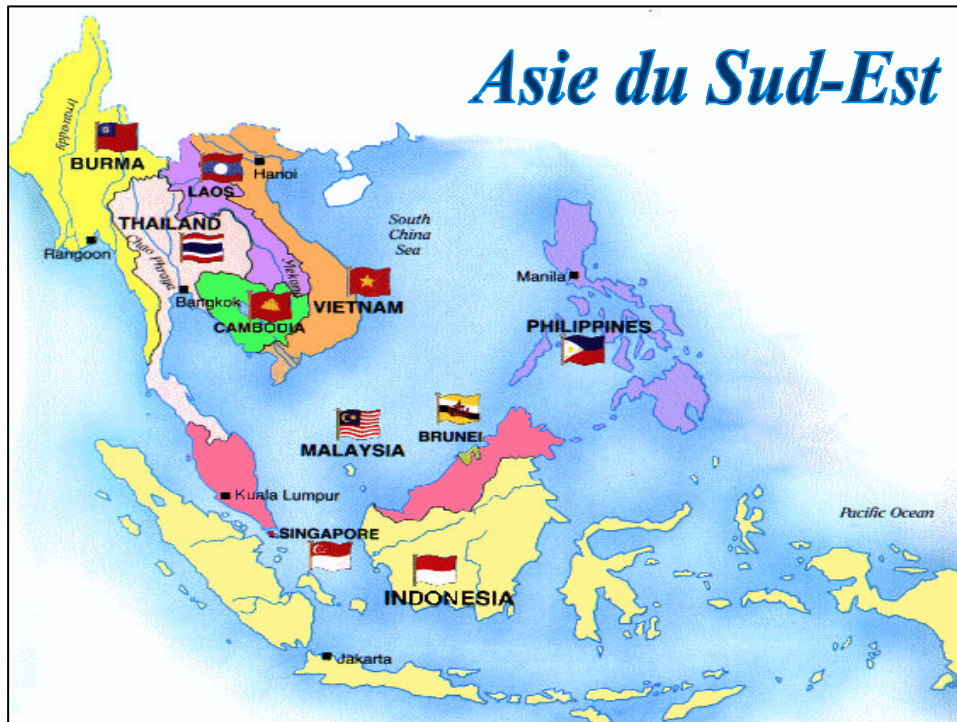 Asie du Sud-Est
Irrawaddy
BURMA
Hanoi
LAOS
THAILAND
South
China
Sea
Rangoon
Chao Phraya
Mekong
Manila
Bangkok
VIETNAM
CAMBODIA
PHILIPPINES
BRUNEI
MALAYSIA
Kuala Lumpur
Pacific Ocean
SINGAPORE
INDONESIA
Jakarta